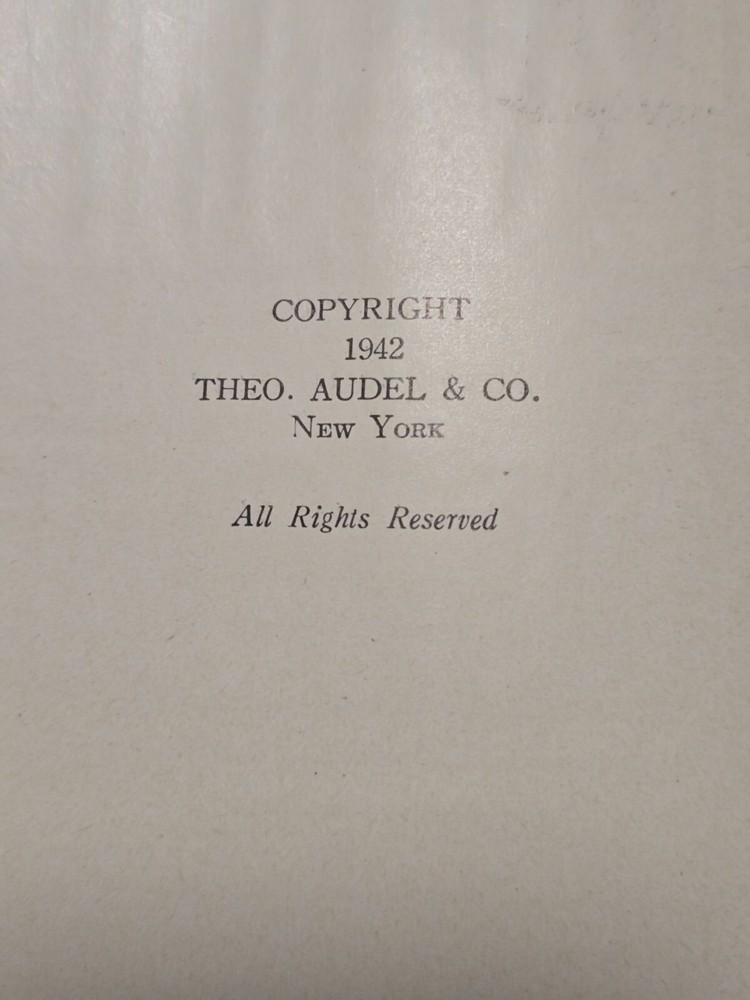 COPYRIGHT
1942
THEO. AUDEL & CO.
NEW YORK
All Rights Reserved